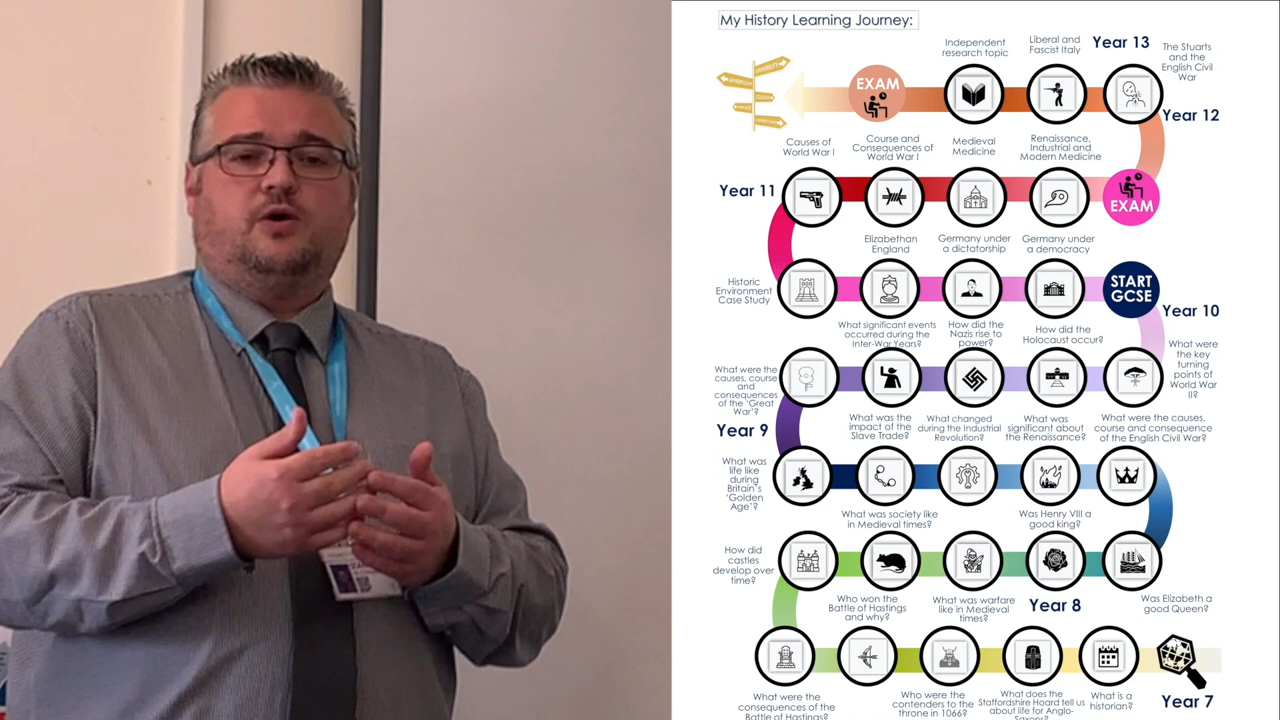 My History Learning Journey:
Independent
research topic
Liberal and
Fascist Italy
Year 13
The Stuarts
and the
English Civil
War
UNIVERSITY
EXAM
Year 12
Causes of
World War I
Course and
Consequences of
World War I
Medieval
Medicine
Renaissance,
Industrial and
Modern Medicine
Year 11
EXAM
Elizabethan
England
Germany under
a dictatorship
Germany under
a democracy
Historic
Environment
Case Study
START
GCSE
Year 10
What significant events
occurred during the
Inter-War Years?
How did the
Nazis rise to
power?
How did the
Holocaust occur?
What were
the key
turning
points of
World War
II?
What were the
causes, course
and
consequences
of the 'Great
War'?
What was the
impact of the
Slave Trade?
What changed
during the Industrial
Revolution?
What was
significant about
the Renaissance?
What were the causes,
course and consequence
of the English Civil War?
Year 9
What was
life like
during
Britain's
'Golden
Age'?
What was society like
in Medieval times?
Was Henry VIII a
good king?
How did
castles
develop over
time?
Who won the
Battle of Hastings
and why?
What was warfare
like in Medieval
times?
Year 8
Was Elizabeth a
good Queen?
What were the
consequences of the
Battle of Hastings?
Who were the
contenders to the
throne in 1066?
What does the
Staffordshire Hoard tell us
about life for Anglo-
Saxons?
What is a
historian?
Year 7